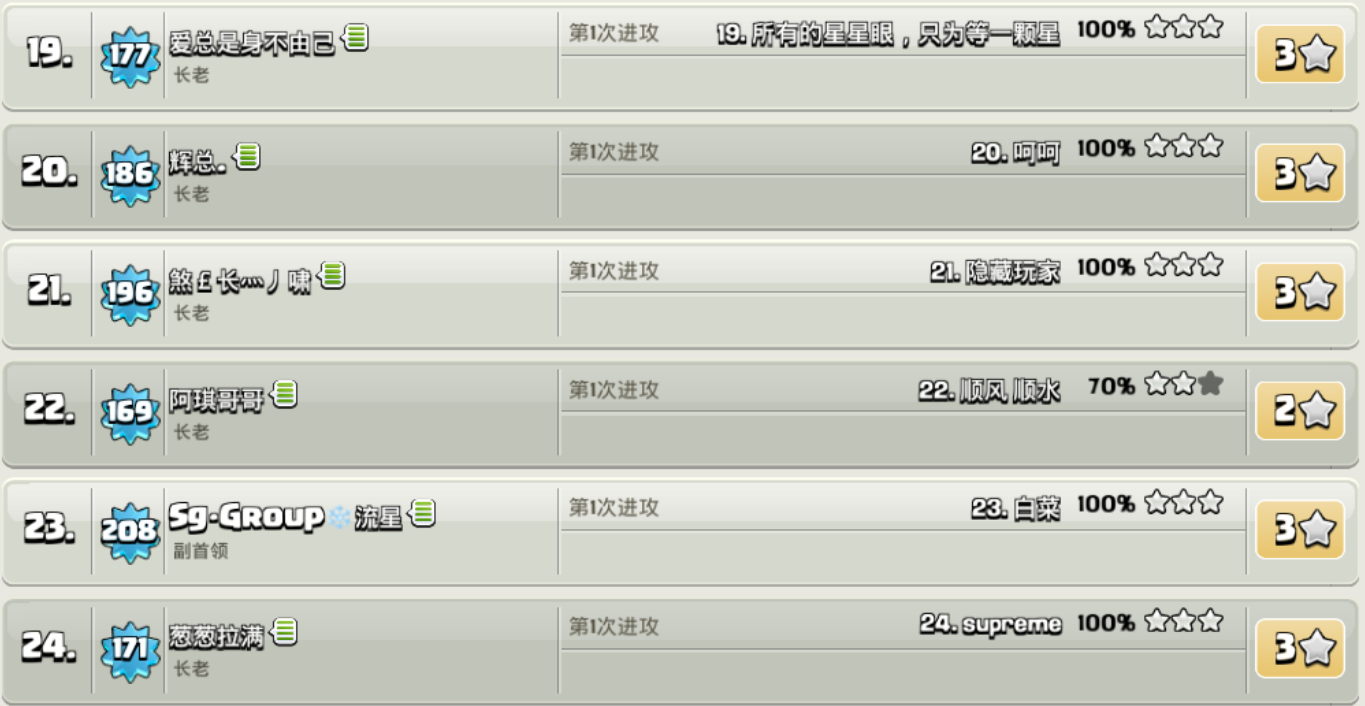 19. 177 爱总是身不由己 第1次进攻 19. 所有的星星眼，只为等一颗星 100% 3
长老
20. 186 辉总. 第1次进攻 20. 呵呵 100% 3
长老
21. 196 煞￡长灬丿啸 第1次进攻 21. 隐藏玩家 100% 3
长老
22. 169 阿琪哥哥 第1次进攻 22. 顺风 顺水 70% 2
长老
23. 208 Sg-Group❄流星 第1次进攻 23. 白菜 100% 3
副首领
24. 171 葱葱拉满 第1次进攻 24. supreme 100% 3
长老